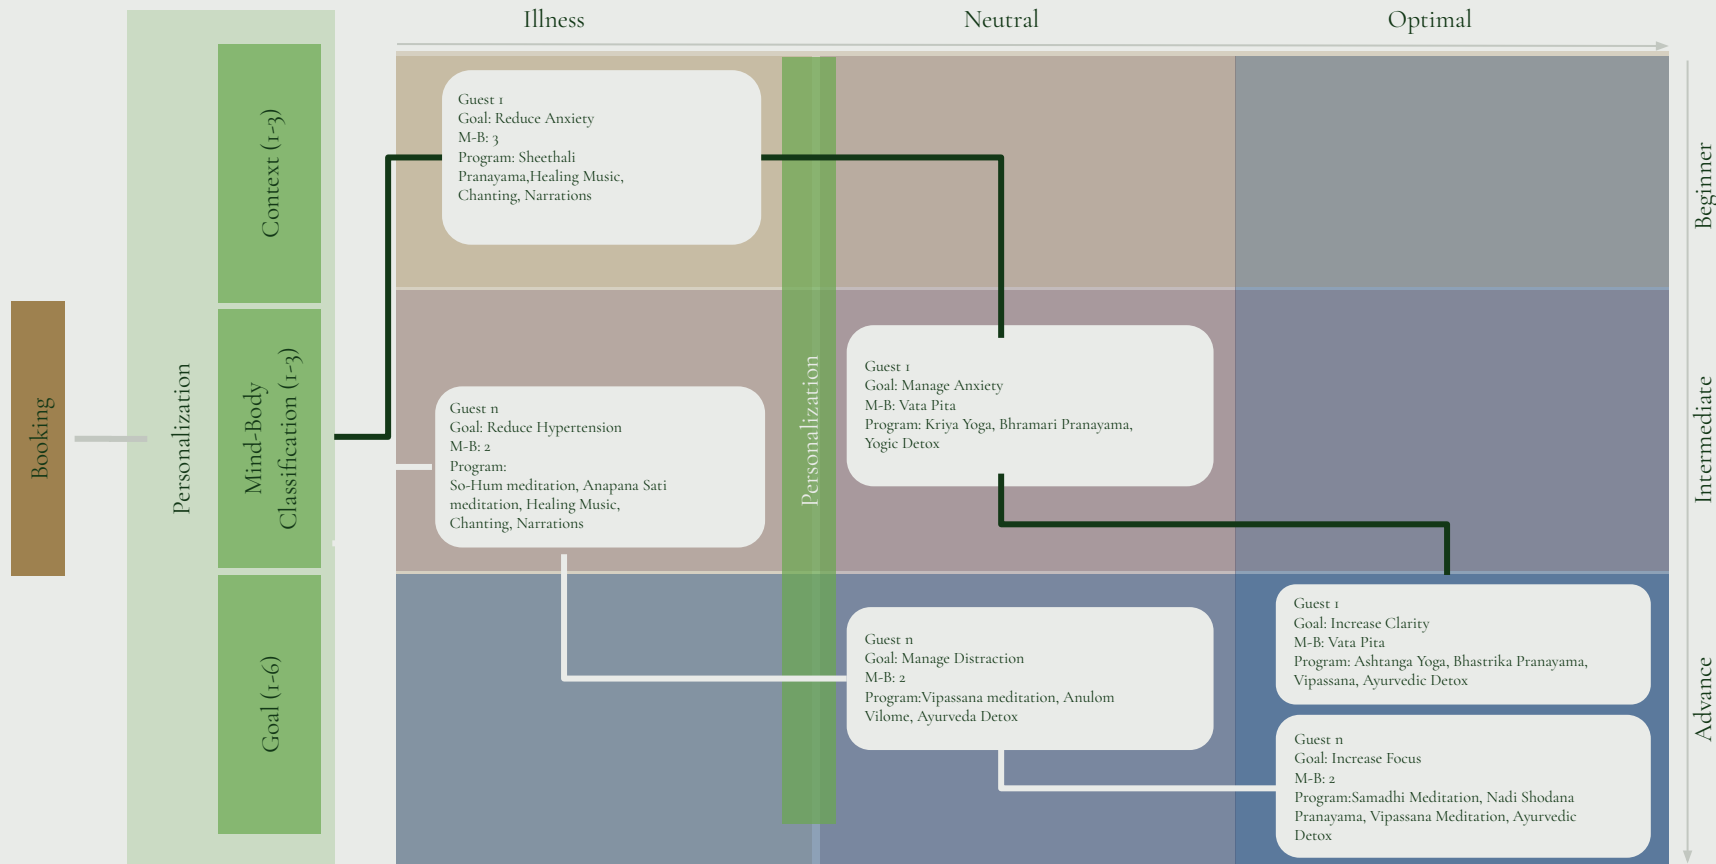 Illness
Neutral
Optimal
Booking
Personalization
Context (1-3)
Mind-Body
Classification (1-3)
Goal (1-6)
Guest 1
Goal: Reduce Anxiety
M-B: 3
Program: Sheethali
Pranayama,Healing Music,
Chanting, Narrations
Beginner
Guest n
Goal: Reduce Hypertension
M-B: 2
Program:
So-Hum meditation, Anapana Sati
meditation, Healing Music,
Chanting, Narrations
Personalization
Guest 1
Goal: Manage Anxiety
M-B: Vata Pita
Program: Kriya Yoga, Bhramari Pranayama,
Yogic Detox
Intermediate
Guest n
Goal: Manage Distraction
M-B: 2
Program:Vipassana meditation, Anulom
Vilome, Ayurveda Detox
Guest 1
Goal: Increase Clarity
M-B: Vata Pita
Program: Ashtanga Yoga, Bhastrika Pranayama,
Vipassana, Ayurvedic Detox
Guest n
Goal: Increase Focus
M-B: 2
Program:Samadhi Meditation, Nadi Shodana
Pranayama, Vipassana Meditation, Ayurvedic
Detox
Advance